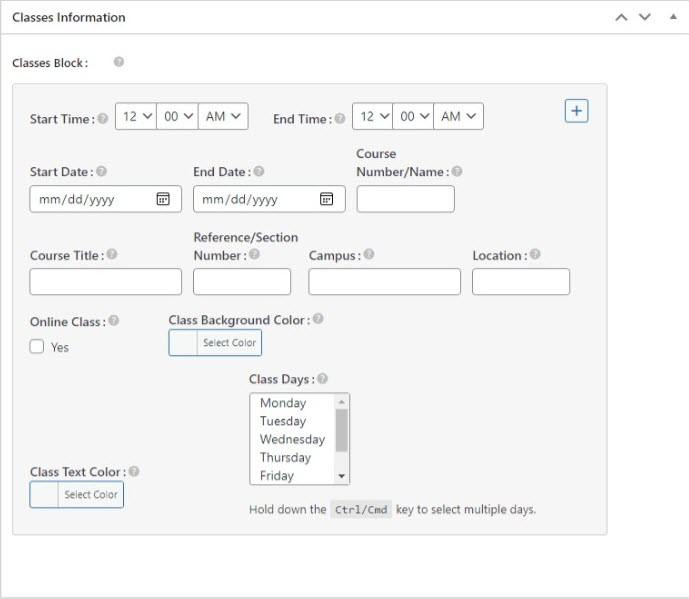 Classes Information
Classes Block :
Start Time : 12 00 AM End Time : 12 00 AM
Start Date : End Date : Course Number/Name :
mm/dd/yyyy mm/dd/yyyy
Course Title : Reference/Section Number : Campus : Location :
Online Class : Class Background Color :
Yes Select Color
Class Days :
Monday
Tuesday
Wednesday
Thursday
Friday
Class Text Color :
Select Color
Hold down the Ctrl/Cmd key to select multiple days.